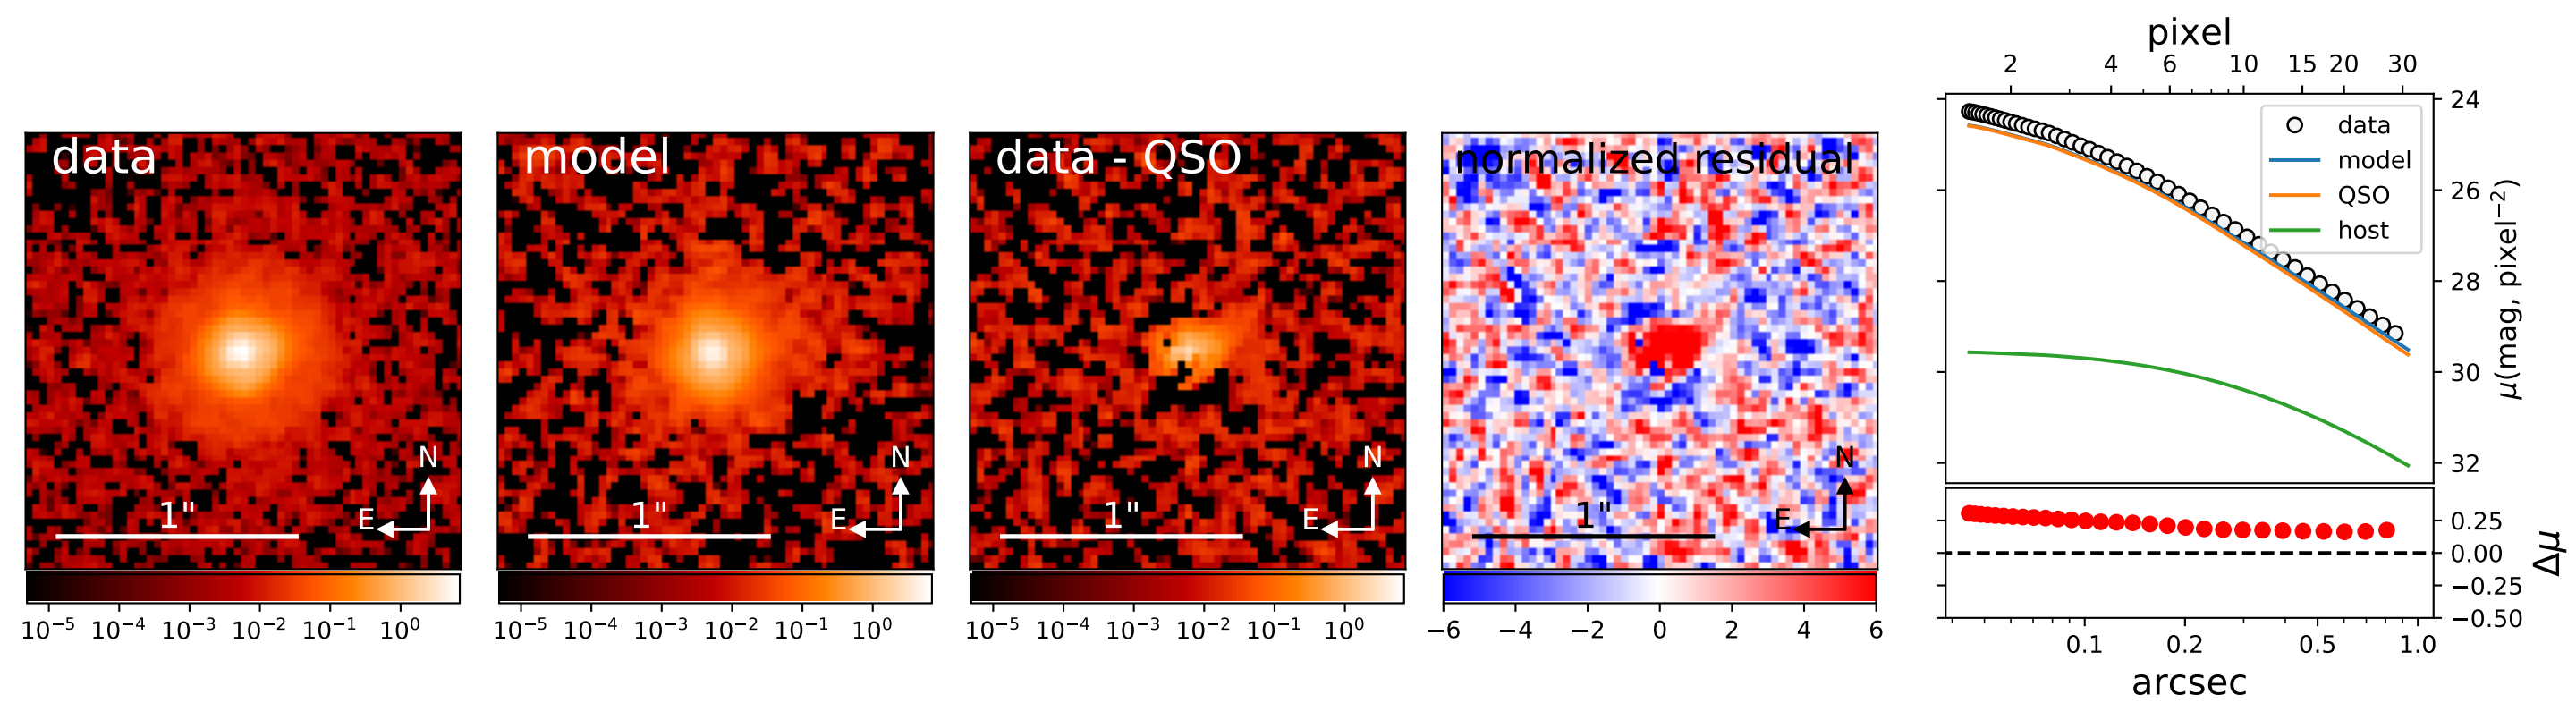 data
N
E
1"
10⁻⁵ 10⁻⁴ 10⁻³ 10⁻² 10⁻¹ 10⁰
model
N
E
1"
10⁻⁵ 10⁻⁴ 10⁻³ 10⁻² 10⁻¹ 10⁰
data - QSO
N
E
1"
10⁻⁵ 10⁻⁴ 10⁻³ 10⁻² 10⁻¹ 10⁰
normalized residual
N
E
1"
−6 −4 −2 0 2 4 6
pixel
2 4 6 10 15 20 30
data
model
QSO
host
24
26
28
30
32
μ(mag, pixel⁻²)
0.25
0.00
−0.25
−0.50
Δμ
0.1 0.2 0.5 1.0
arcsec